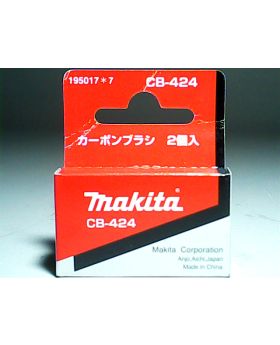 195017*7 CB-424
カーボンブラシ 2個入
makita
CB-424
Makita Corporation
Anjo,Aichi,Japan
Made in China